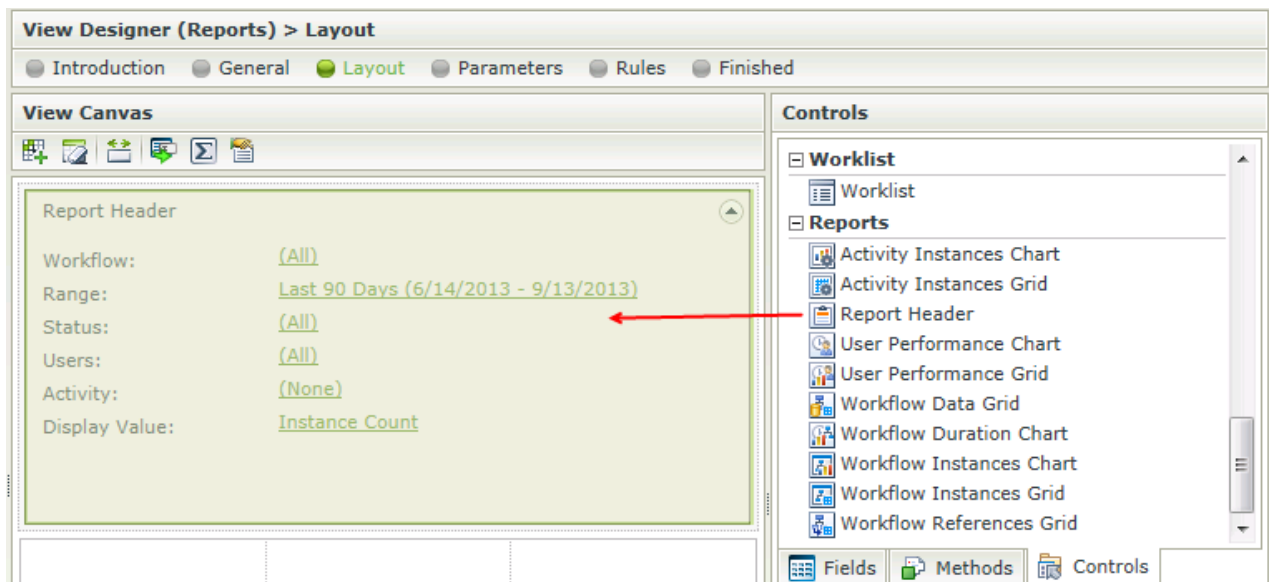 View Designer (Reports) > Layout
Introduction General Layout Parameters Rules Finished
View Canvas
Report Header
Workflow: (All)
Range: Last 90 Days (6/14/2013 - 9/13/2013)
Status: (All)
Users: (All)
Activity: (None)
Display Value: Instance Count
Controls
Worklist
Worklist
Reports
Activity Instances Chart
Activity Instances Grid
Report Header
User Performance Chart
User Performance Grid
Workflow Data Grid
Workflow Duration Chart
Workflow Instances Chart
Workflow Instances Grid
Workflow References Grid
Fields Methods Controls